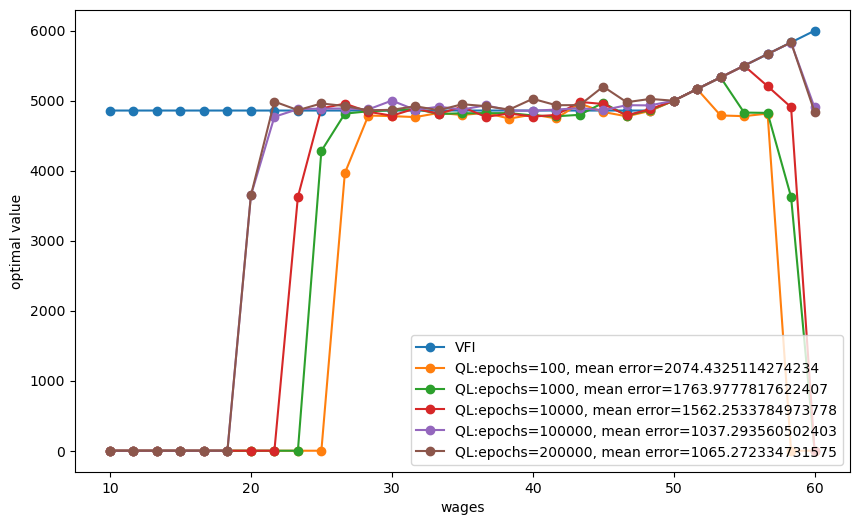 6000
5000
4000
3000
2000
1000
0
optimal value
VFI
QL:epochs=100, mean error=2074.4325114274234
QL:epochs=1000, mean error=1763.9777817622407
QL:epochs=10000, mean error=1562.2533784973778
QL:epochs=100000, mean error=1037.293560502403
QL:epochs=200000, mean error=1065.272334731575
10
20
30
40
50
60
wages